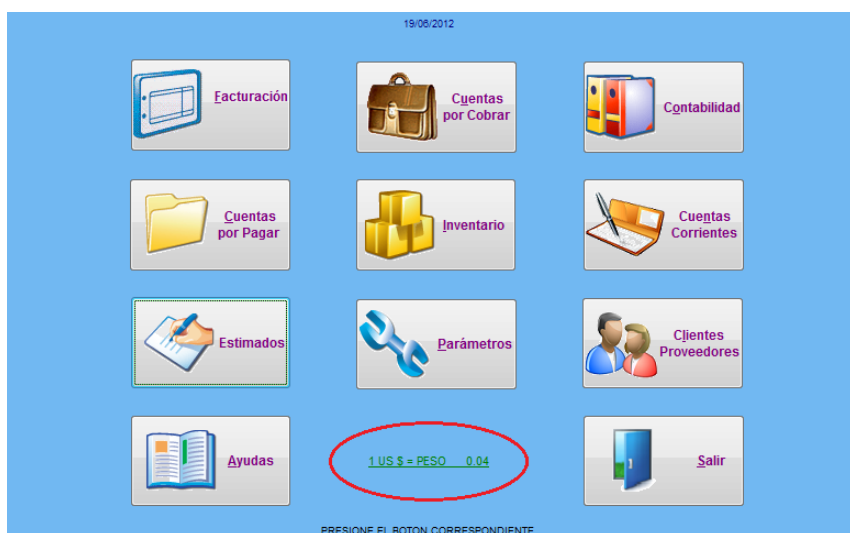 19/06/2012
Facturación
Cuentas
por Cobrar
Contabilidad
Cuentas
por Pagar
Inventario
Cuentas
Corrientes
Estimados
Parámetros
Clientes
Proveedores
Ayudas
1 US $ = PESO 0.04
Salir
PRESIONE EL BOTON CORRESPONDIENTE